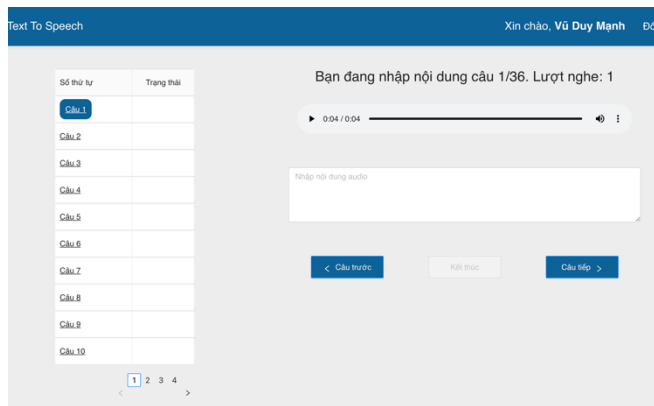 Text To Speech
Xin chào, Vũ Duy Mạnh
Số thứ tự Trạng thái
Câu 1
Câu 2
Câu 3
Câu 4
Câu 5
Câu 6
Câu 7
Câu 8
Câu 9
Câu 10
1 2 3 4
< >
Bạn đang nhập nội dung câu 1/36. Lượt nghe: 1
0:04 / 0:04
Nhập nội dung audio
< Câu trước Kết thúc Câu tiếp >